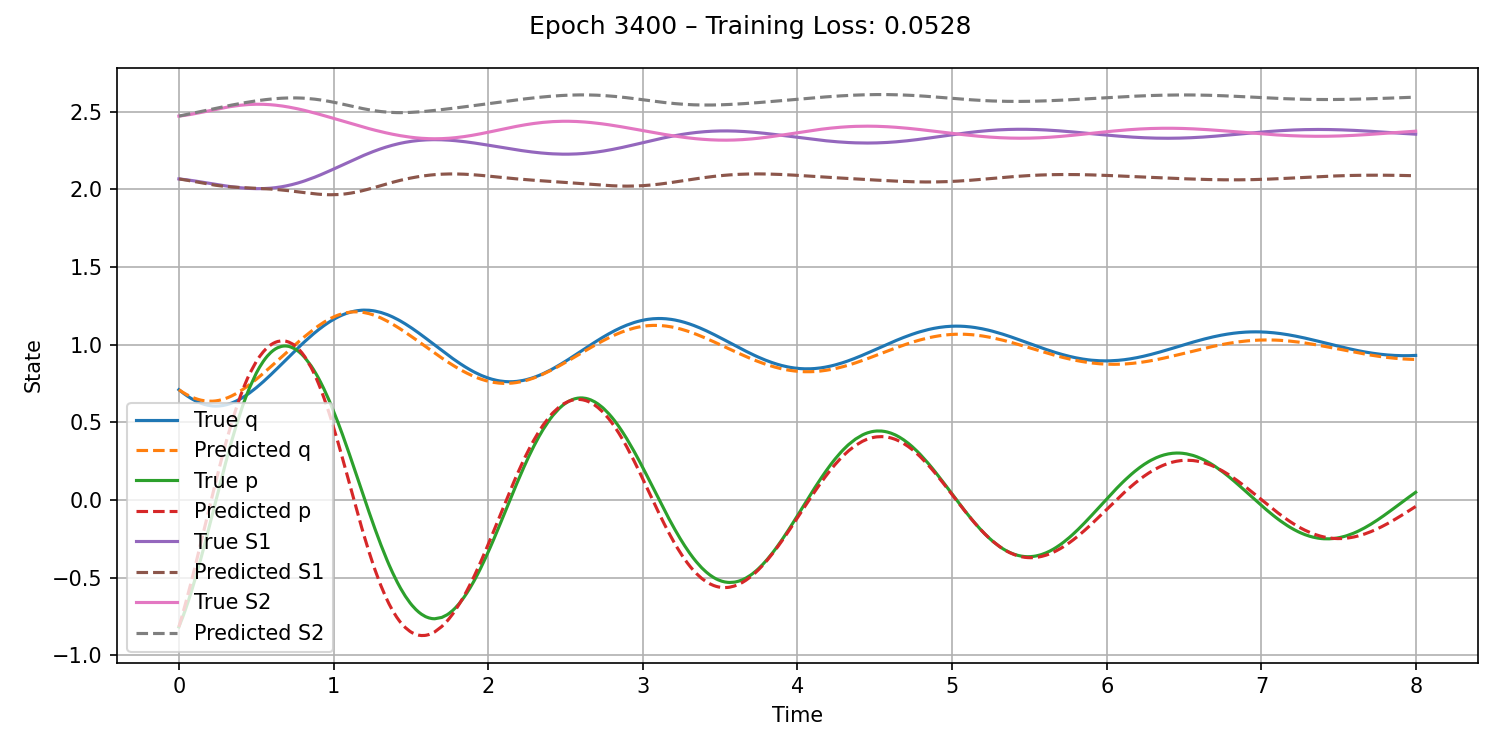 Epoch 3400 – Training Loss: 0.0528
State
2.5
2.0
1.5
1.0
0.5
0.0
−0.5
−1.0
True q
Predicted q
True p
Predicted p
True S1
Predicted S1
True S2
Predicted S2
0 1 2 3 4 5 6 7 8
Time